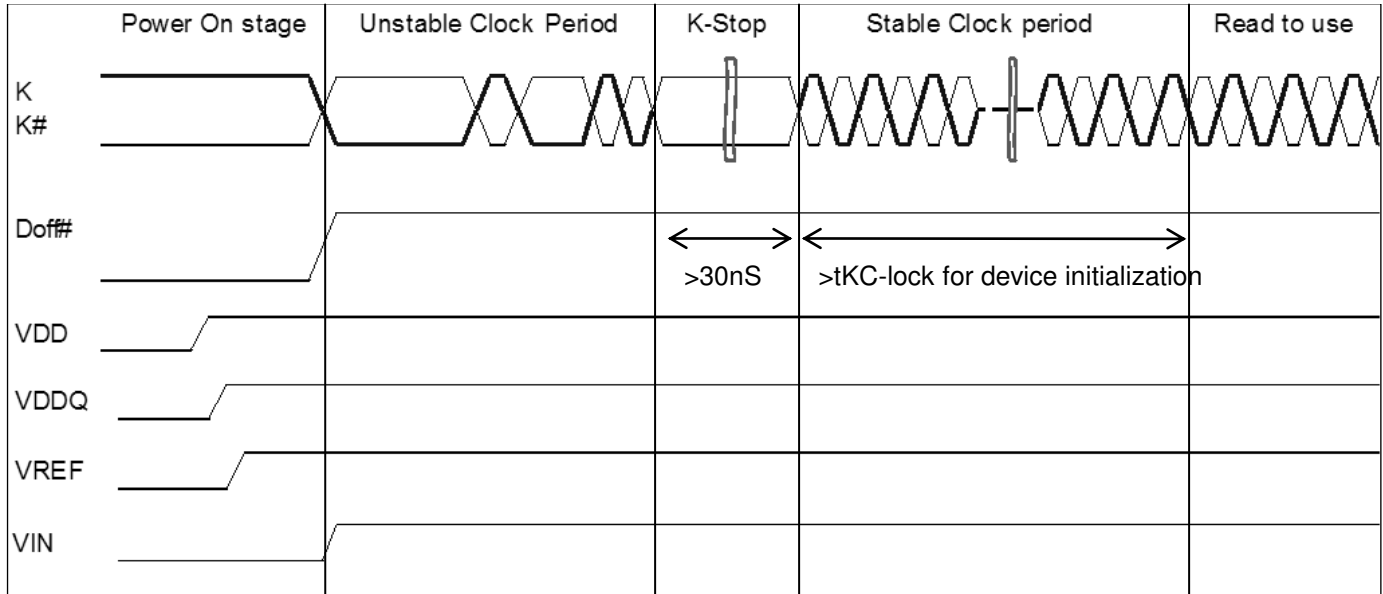 Power On stage
Unstable Clock Period
K-Stop
Stable Clock period
Read to use
K
K#
Doff#
>30nS
>tKC-lock for device initialization
VDD
VDDQ
VREF
VIN